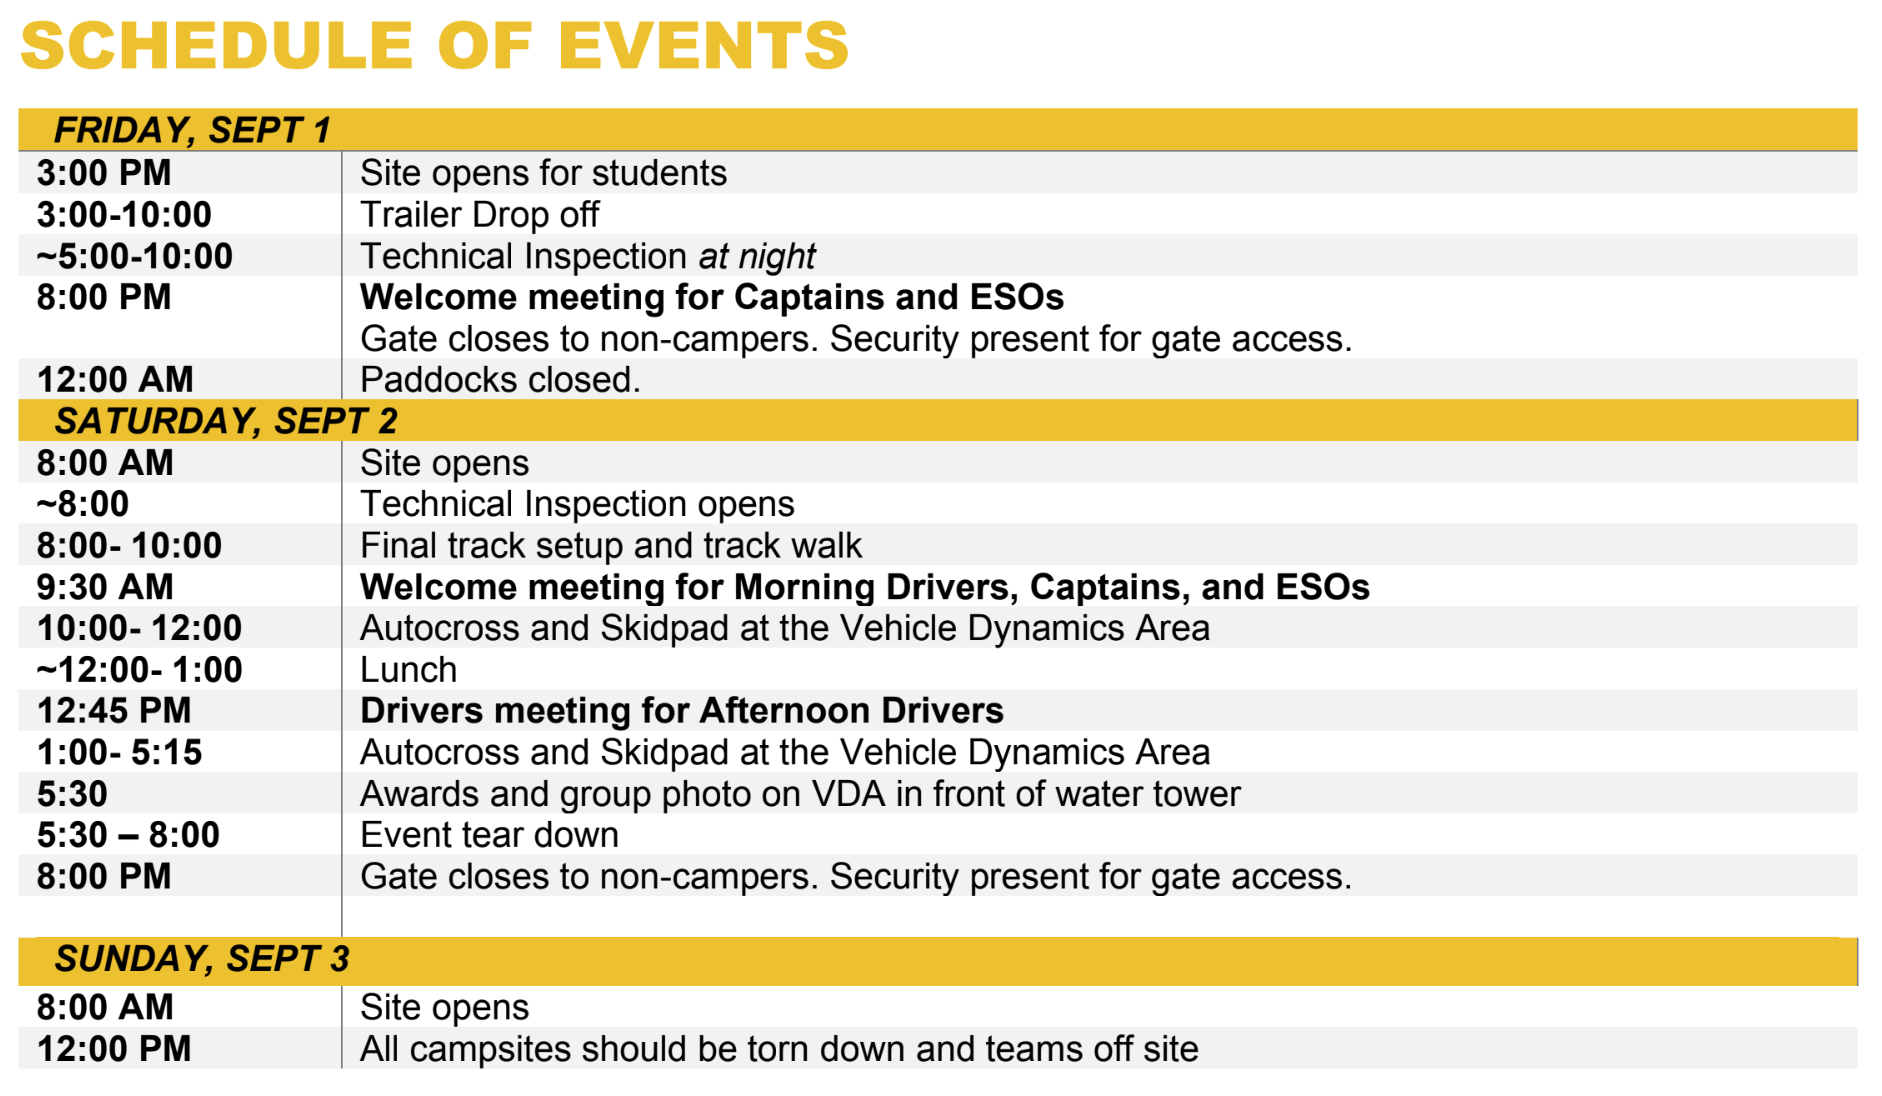 SCHEDULE OF EVENTS
FRIDAY, SEPT 1
3:00 PM Site opens for students
3:00-10:00 Trailer Drop off
~5:00-10:00 Technical Inspection at night
8:00 PM Welcome meeting for Captains and ESOs
Gate closes to non-campers. Security present for gate access.
12:00 AM Paddocks closed.
SATURDAY, SEPT 2
8:00 AM Site opens
~8:00 Technical Inspection opens
8:00- 10:00 Final track setup and track walk
9:30 AM Welcome meeting for Morning Drivers, Captains, and ESOs
10:00- 12:00 Autocross and Skidpad at the Vehicle Dynamics Area
~12:00- 1:00 Lunch
12:45 PM Drivers meeting for Afternoon Drivers
1:00- 5:15 Autocross and Skidpad at the Vehicle Dynamics Area
5:30 Awards and group photo on VDA in front of water tower
5:30 – 8:00 Event tear down
8:00 PM Gate closes to non-campers. Security present for gate access.
SUNDAY, SEPT 3
8:00 AM Site opens
12:00 PM All campsites should be torn down and teams off site